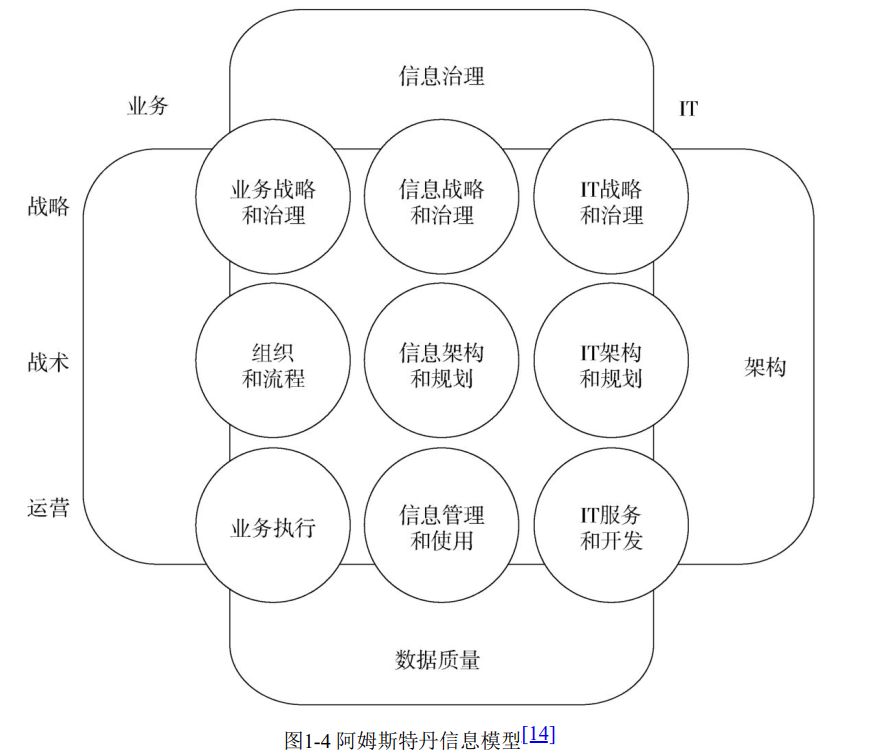 信息治理
业务
IT
战略
业务战略
和治理
信息战略
和治理
IT战略
和治理
战术
组织
和流程
信息架构
和规划
IT架构
和规划
架构
运营
业务执行
信息管理
和使用
IT服务
和开发
数据质量
图1-4 阿姆斯特丹信息模型[14]